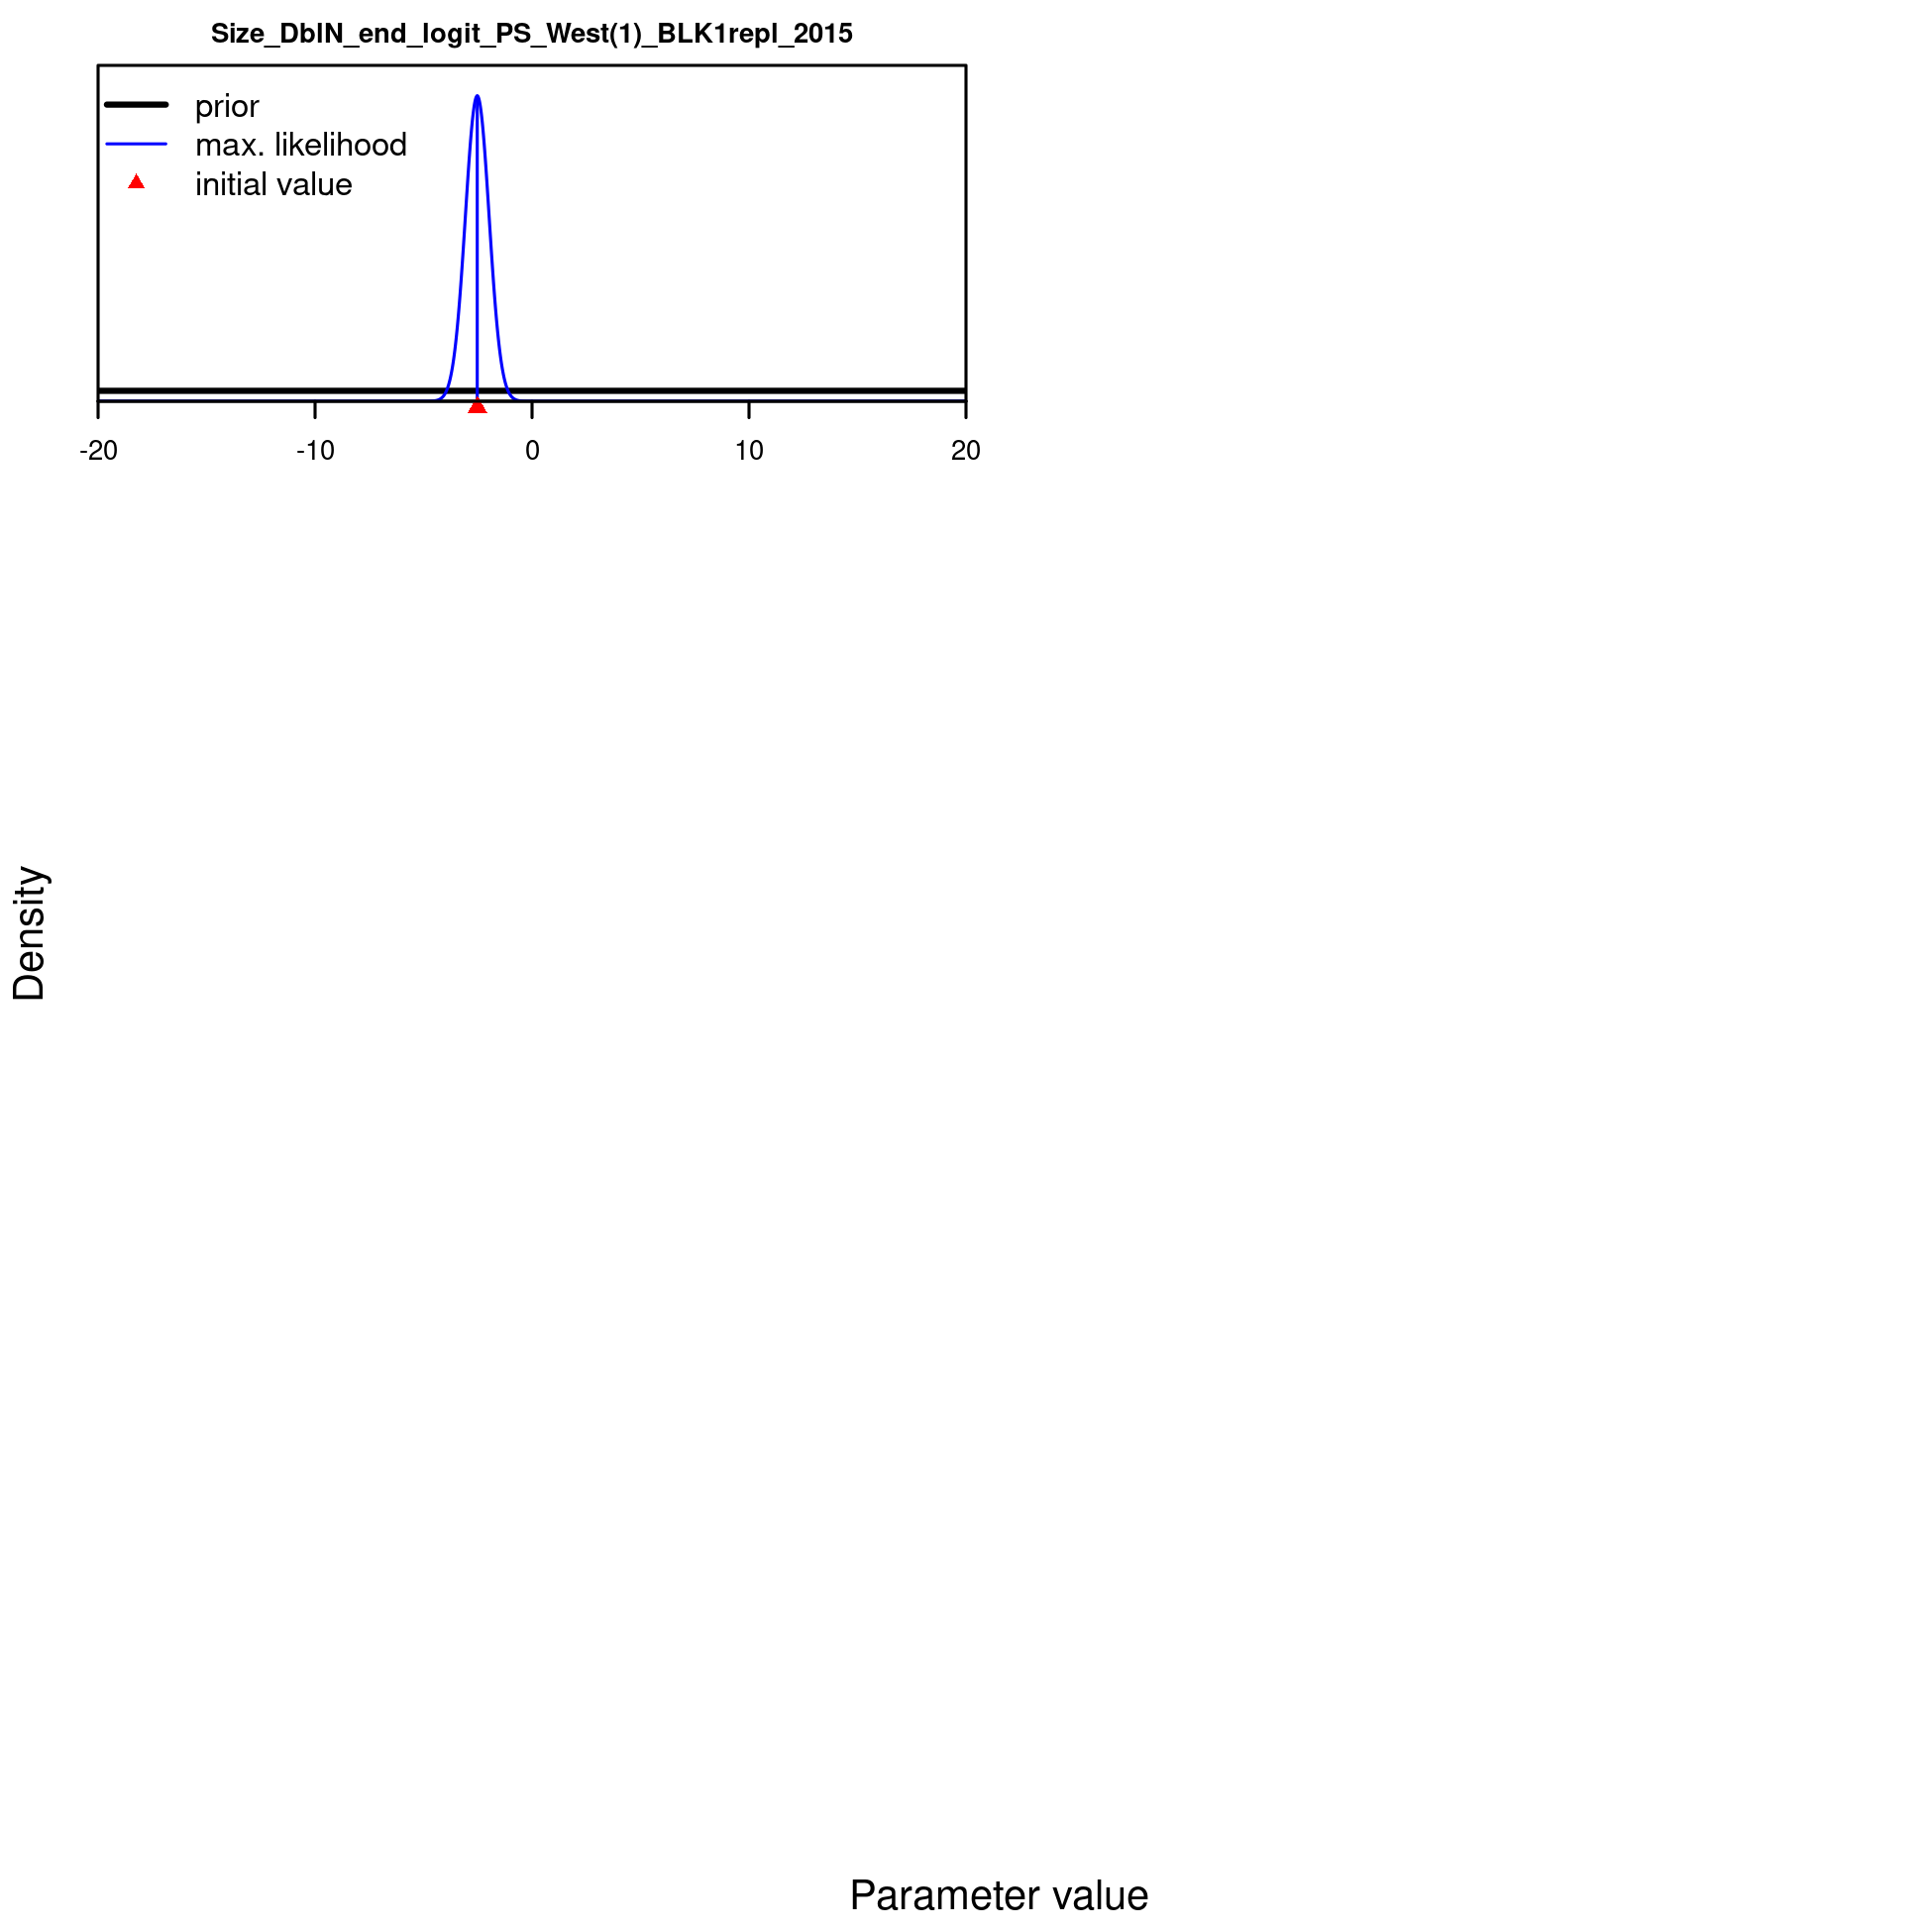 Size_DblN_end_logit_PS_West(1)_BLK1repl_2015
prior
max. likelihood
initial value
-20 -10 0 10 20
Density
Parameter value